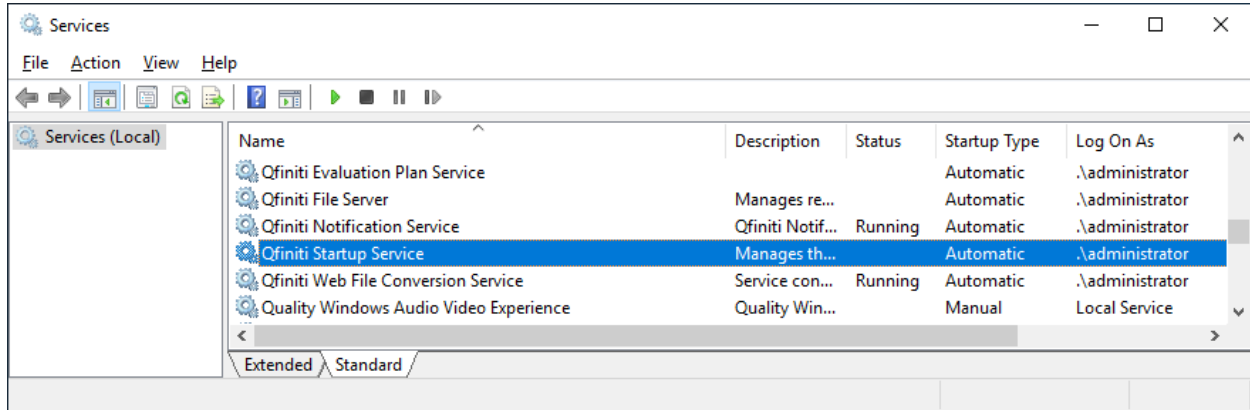 Services
File Action View Help
Services (Local)
Name Description Status Startup Type Log On As
Qfiniti Evaluation Plan Service Automatic .\administrator
Qfiniti File Server Manages re... Automatic .\administrator
Qfiniti Notification Service Qfiniti Notif... Running Automatic .\administrator
Qfiniti Startup Service Manages th... Automatic .\administrator
Qfiniti Web File Conversion Service Service con... Running Automatic .\administrator
Quality Windows Audio Video Experience Quality Win... Manual Local Service
Extended Standard